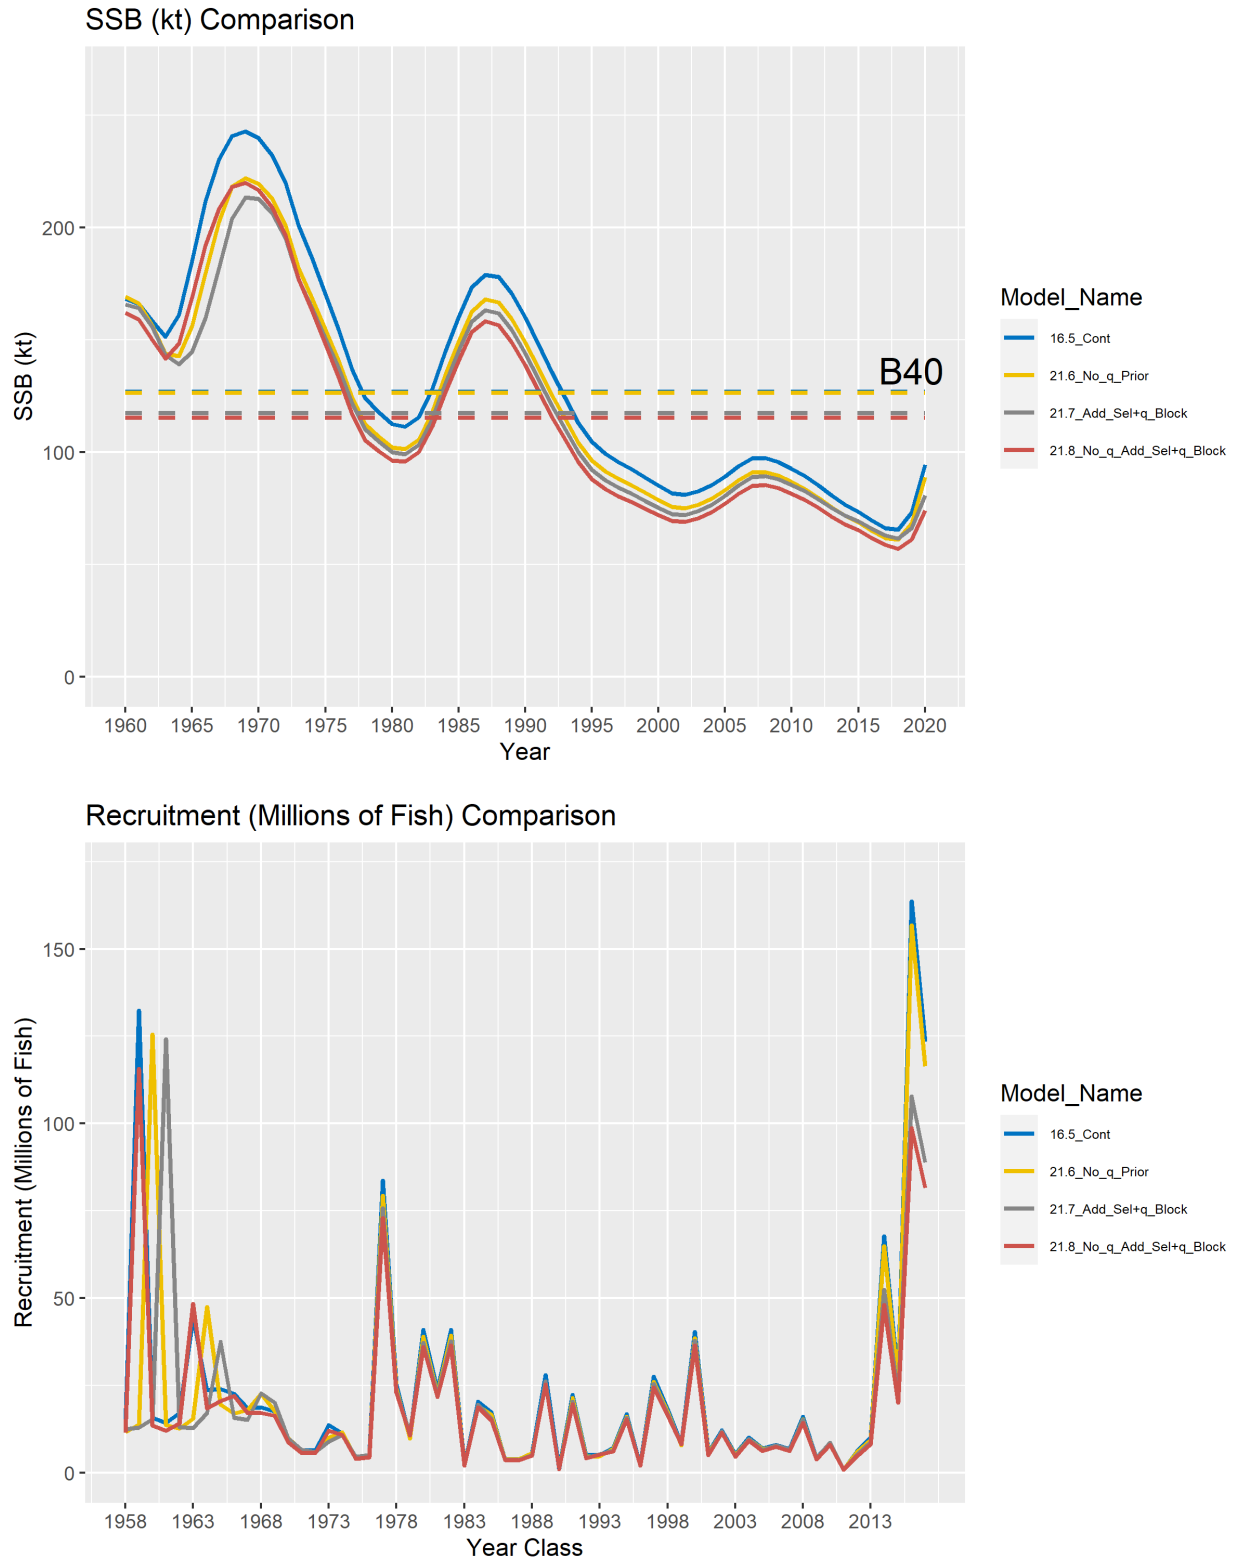 SSB (kt) Comparison
SSB (kt)
200
100
0
B40
1960 1965 1970 1975 1980 1985 1990 1995 2000 2005 2010 2015 2020
Year
Model_Name
16.5_Cont
21.6_No_q_Prior
21.7_Add_Sel+q_Block
21.8_No_q_Add_Sel+q_Block
Recruitment (Millions of Fish) Comparison
Recruitment (Millions of Fish)
150
100
50
0
1958 1963 1968 1973 1978 1983 1988 1993 1998 2003 2008 2013
Year Class
Model_Name
16.5_Cont
21.6_No_q_Prior
21.7_Add_Sel+q_Block
21.8_No_q_Add_Sel+q_Block